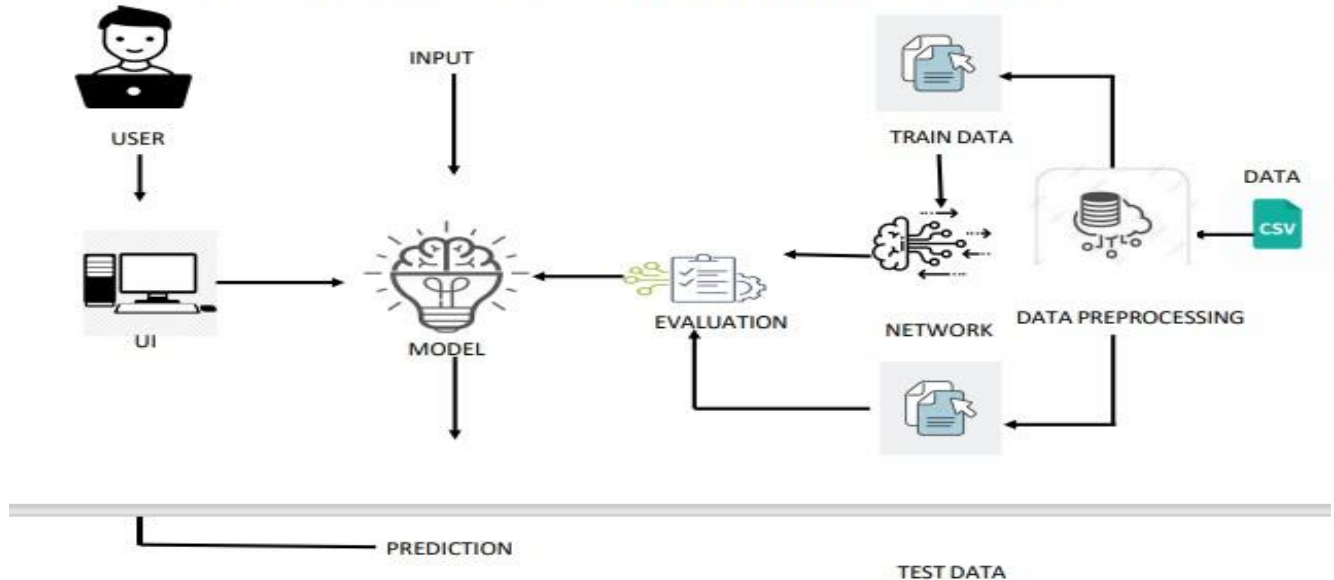 INPUT
USER
TRAIN DATA
DATA
CSV
UI
MODEL
EVALUATION
NETWORK
DATA PREPROCESSING
PREDICTION
TEST DATA